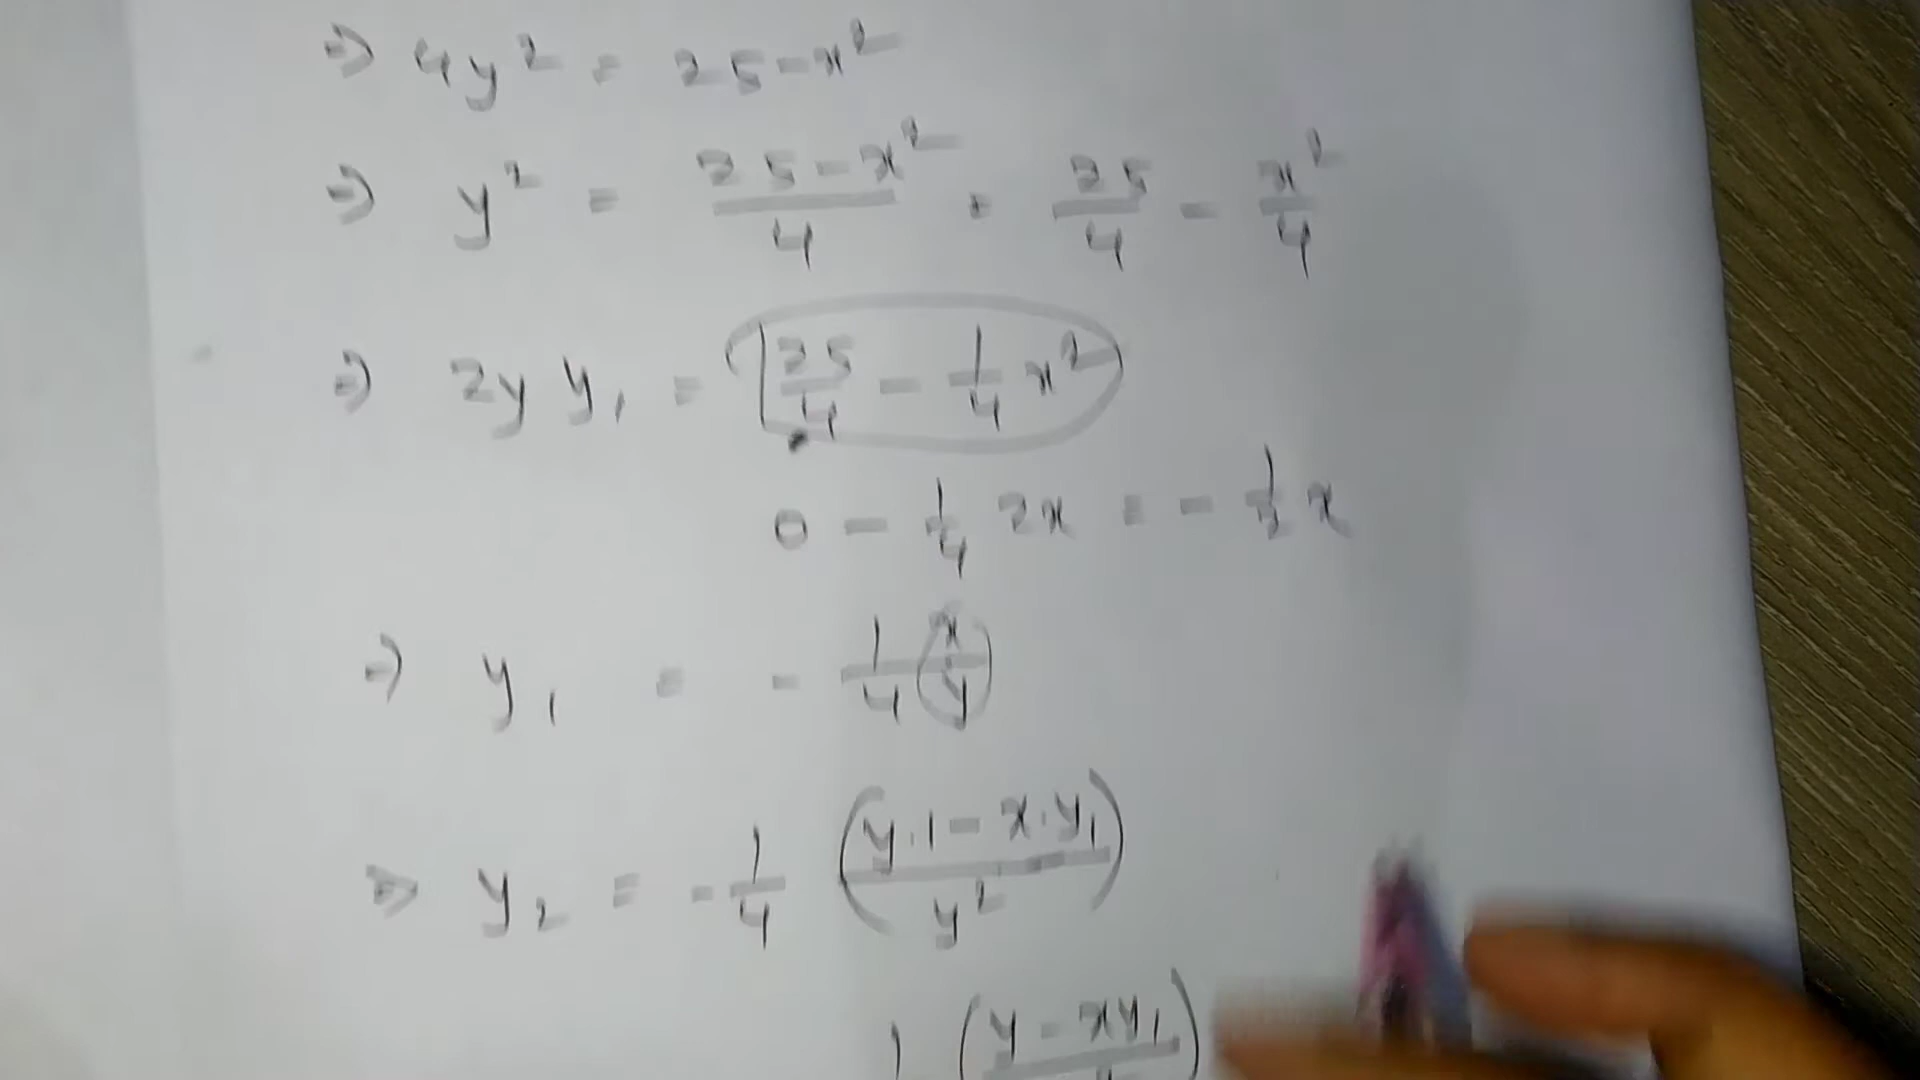 ⇒ 4y² = 25-x²
⇒ y² = (25-x²)/4 = 25/4 - x²/4
⇒ 2y y₁ = [25/4 - 1/4 x²
0 - 1/4 2x = - 1/2 x
⇒ y₁ = - 1/4 (x/y)
⇒ y₂ = - 1/4 ((y.1 - x.y₁)/y²)
(y - xy₁)